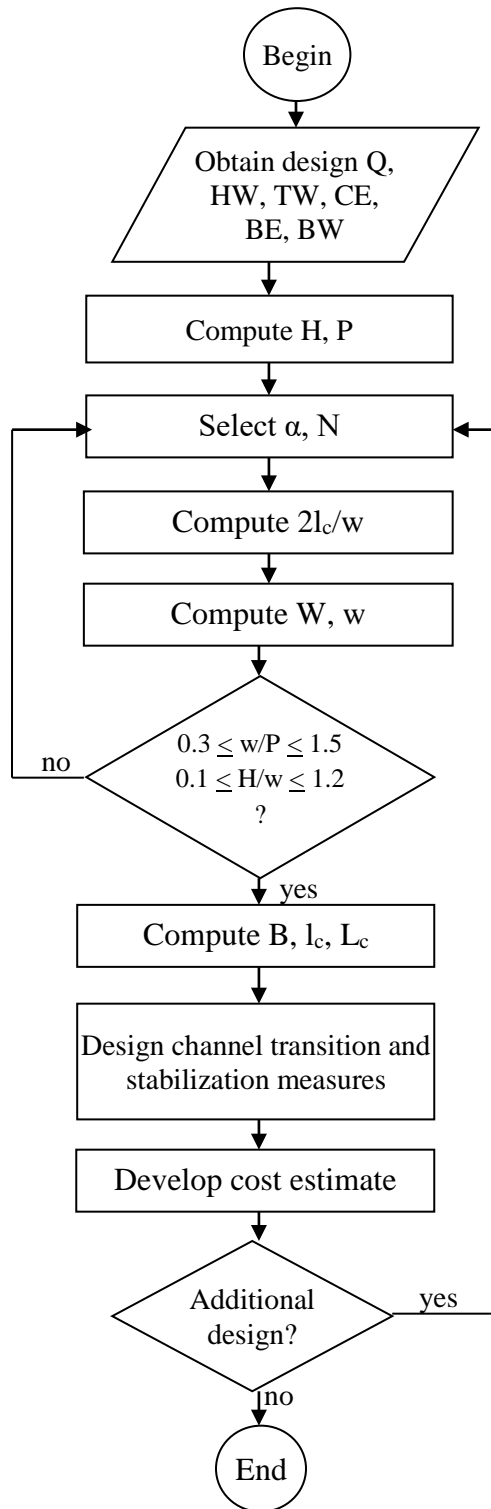 Begin
Obtain design Q,
HW, TW, CE,
BE, BW
Compute H, P
Select α, N
Compute 2lc/w
Compute W, w
0.3 ≤ w/P ≤ 1.5
no
0.1 ≤ H/w ≤ 1.2
?
yes
Compute B, lc, Lc
Design channel transition and
stabilization measures
Develop cost estimate
Additional
yes
design?
no
End